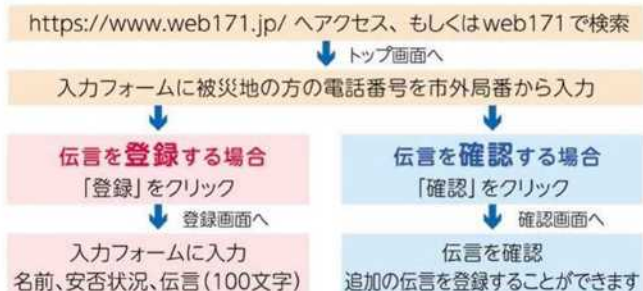 https://www.web171.jp/ へアクセス、もしくはweb171で検索
トップ画面へ
入力フォームに被災地の方の電話番号を市外局番から入力
伝言を登録する場合
「登録」をクリック
登録画面へ
入力フォームに入力
名前、安否状況、伝言(100文字)
伝言を確認する場合
「確認」をクリック
確認画面へ
伝言を確認
追加の伝言を登録することができます